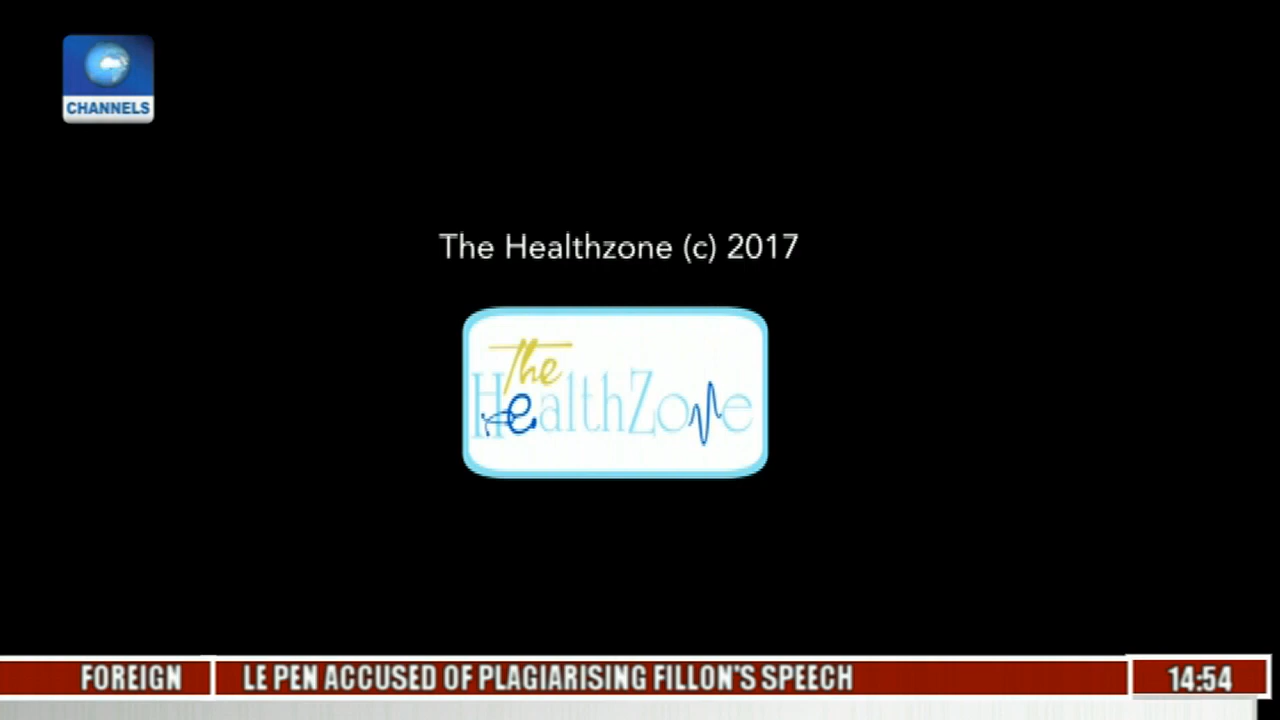 CHANNELS
The Healthzone (c) 2017
The
HealthZone
FOREIGN
LE PEN ACCUSED OF PLAGIARISING FILLON'S SPEECH
14:54